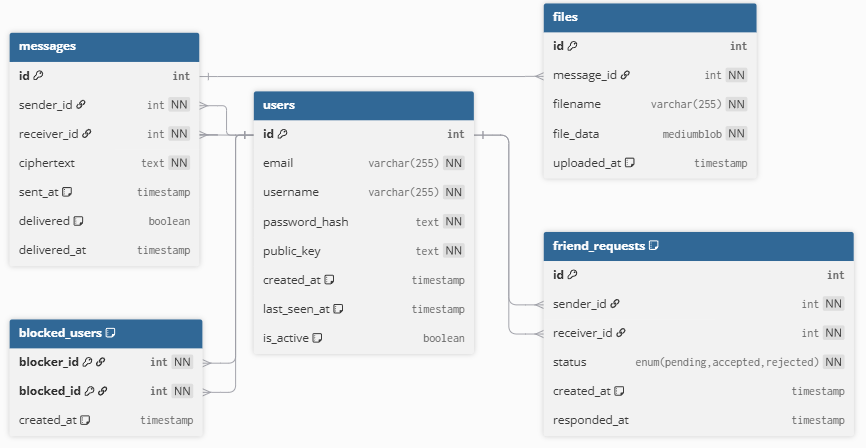 messages
id int
sender_id int NN
receiver_id int NN
ciphertext text NN
sent_at timestamp
delivered boolean
delivered_at timestamp
users
id int
email varchar(255) NN
username varchar(255) NN
password_hash text NN
public_key text NN
created_at timestamp
last_seen_at timestamp
is_active boolean
files
id int
message_id int NN
filename varchar(255) NN
file_data mediumblob NN
uploaded_at timestamp
blocked_users
blocker_id int NN
blocked_id int NN
created_at timestamp
friend_requests
id int
sender_id int NN
receiver_id int NN
status enum(pending,accepted,rejected) NN
created_at timestamp
responded_at timestamp